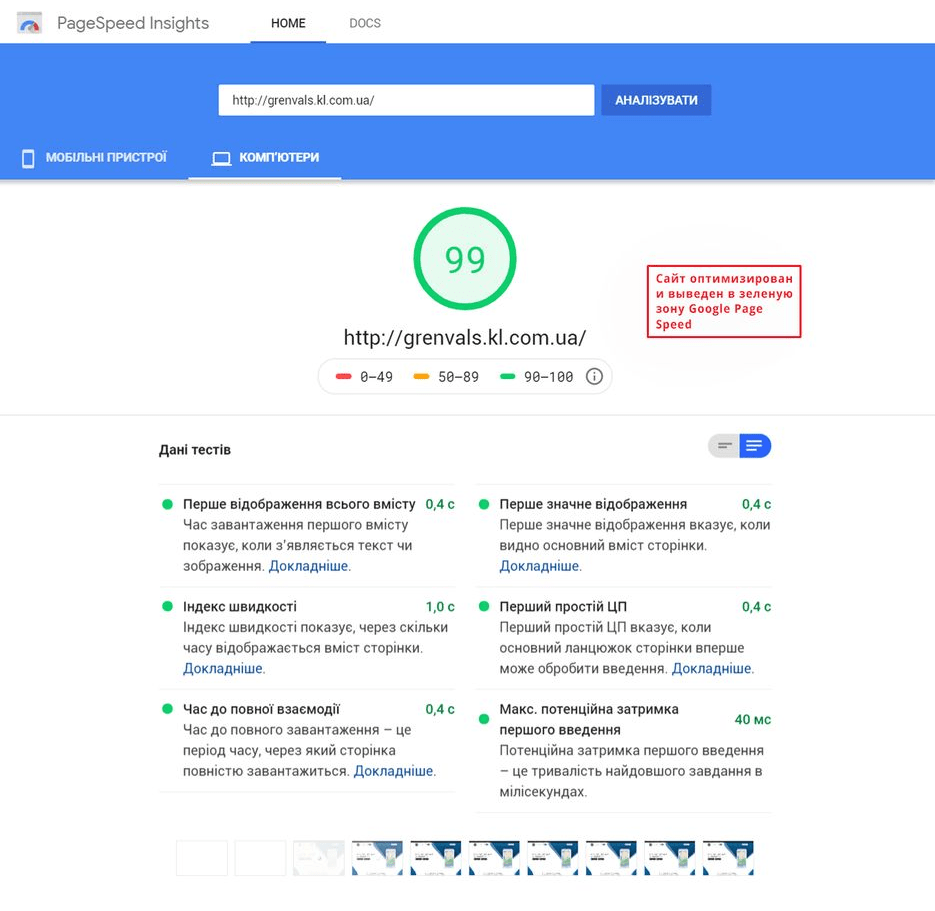 PageSpeed Insights
HOME
DOCS
http://grenvals.kl.com.ua/
АНАЛІЗУВАТИ
МОБІЛЬНІ ПРИСТРОЇ
КОМП'ЮТЕРИ
99
Сайт оптимизирован
и выведен в зеленую
зону Google Page
Speed
http://grenvals.kl.com.ua/
0–49
50–89
90–100
Дані тестів
Перше відображення всього вмісту 0,4 с
Час завантаження першого вмісту
показує, коли з’являється текст чи
зображення. Докладніше.
Перше значне відображення 0,4 с
Перше значне відображення вказує, коли
видно основний вміст сторінки.
Докладніше.
Індекс швидкості 1,0 с
Індекс швидкості показує, через скільки
часу відображається вміст сторінки.
Докладніше.
Перший простій ЦП 0,4 с
Перший простій ЦП вказує, коли
основний ланцюжок сторінки вперше
може обробити введення. Докладніше.
Час до повної взаємодії 0,4 с
Час до повного завантаження – це
період часу, через який сторінка
повністю завантажиться. Докладніше.
Макс. потенційна затримка
першого введення 40 мс
Потенційна затримка першого введення
– це тривалість найдовшого завдання в
мілісекундах.